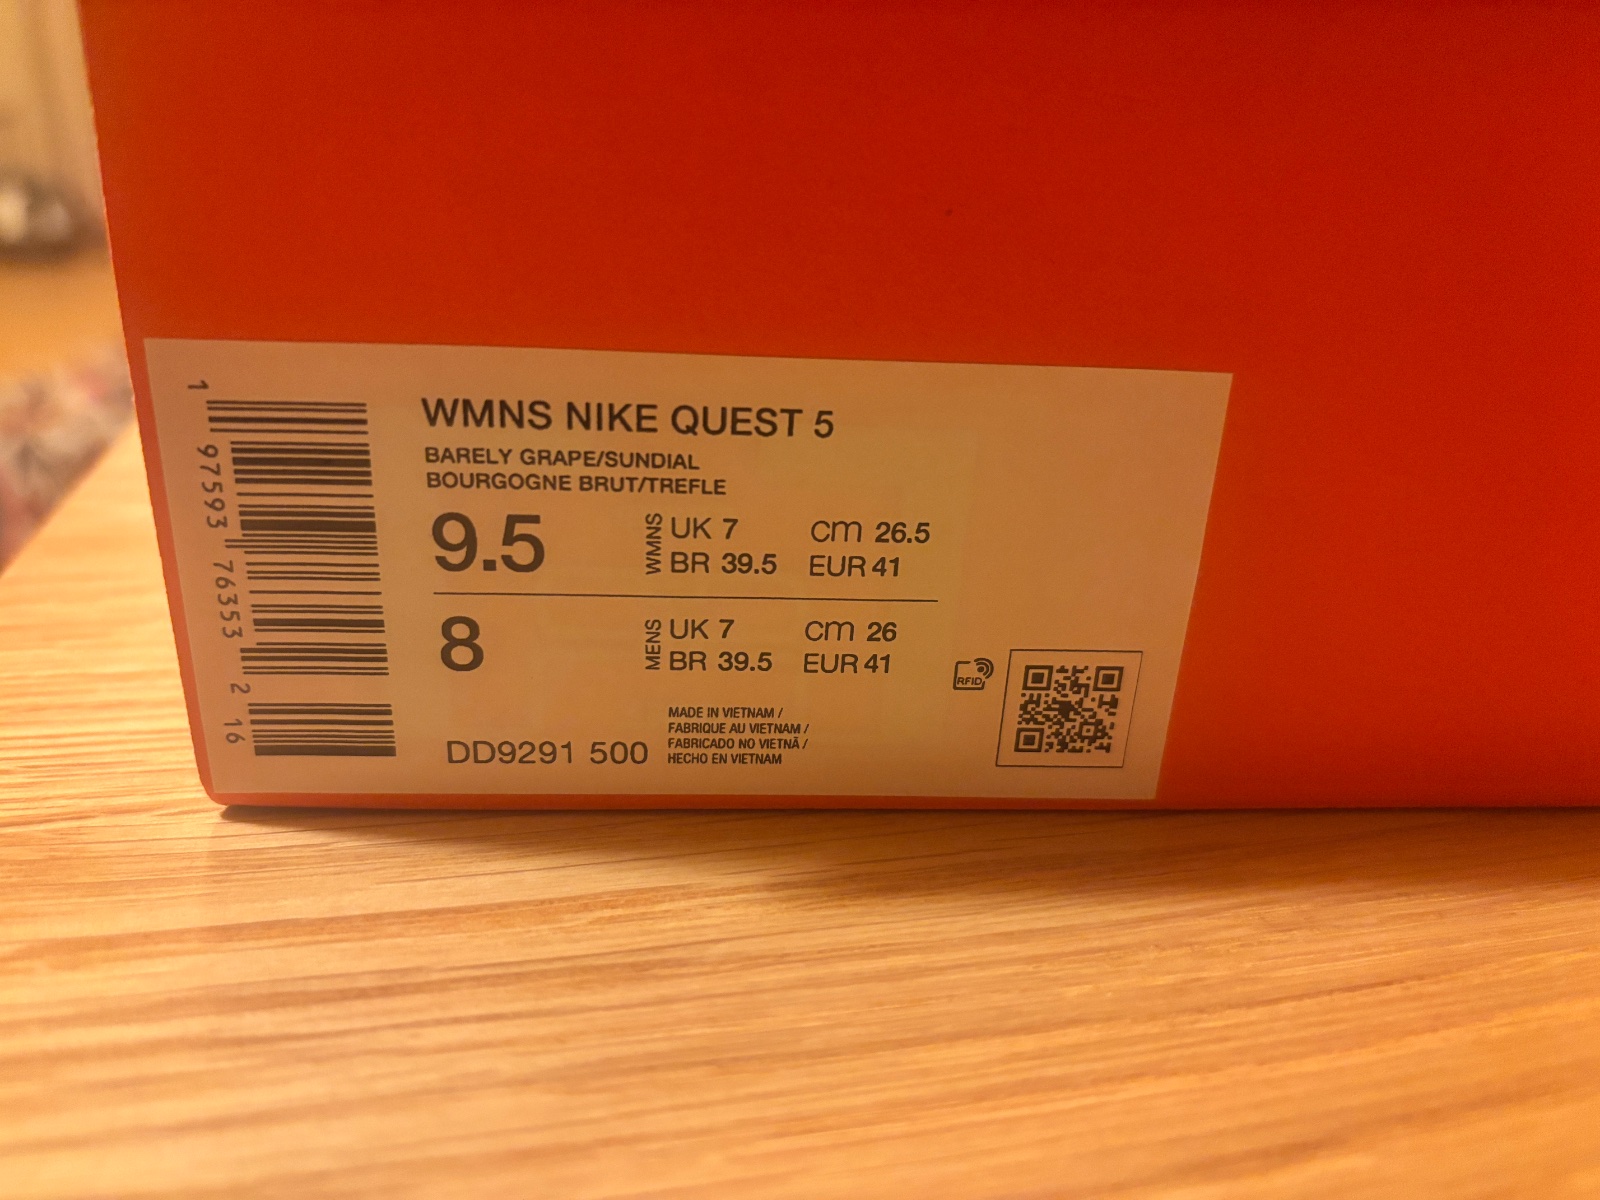 WMNS NIKE QUEST 5
BARELY GRAPE/SUNDIAL
BOURGOGNE BRUT/TREFLE
9.5 WMNS UK 7 cm 26.5
BR 39.5 EUR 41
8 MENS UK 7 cm 26
BR 39.5 EUR 41
MADE IN VIETNAM /
FABRIQUE AU VIETNAM /
FABRICADO NO VIETNÃ /
HECHO EN VIETNAM
DD9291 500
RFID
1 97593 76353 2 16